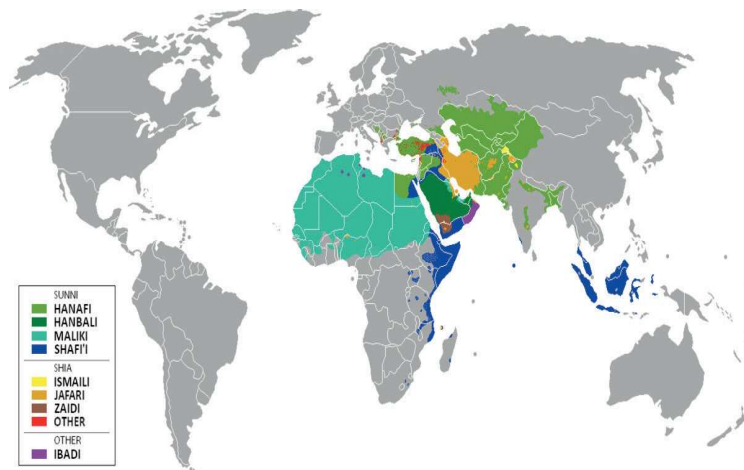 SUNNI
HANAFI
HANBALI
MALIKI
SHAFI'I
SHIA
ISMAILI
JAFARI
ZAIDI
OTHER
OTHER
IBADI